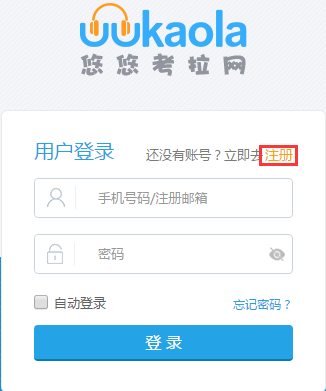 uukaola
悠悠考拉网
用户登录 还没有账号？立即去注册
手机号码/注册邮箱
密码
自动登录 忘记密码？
登录